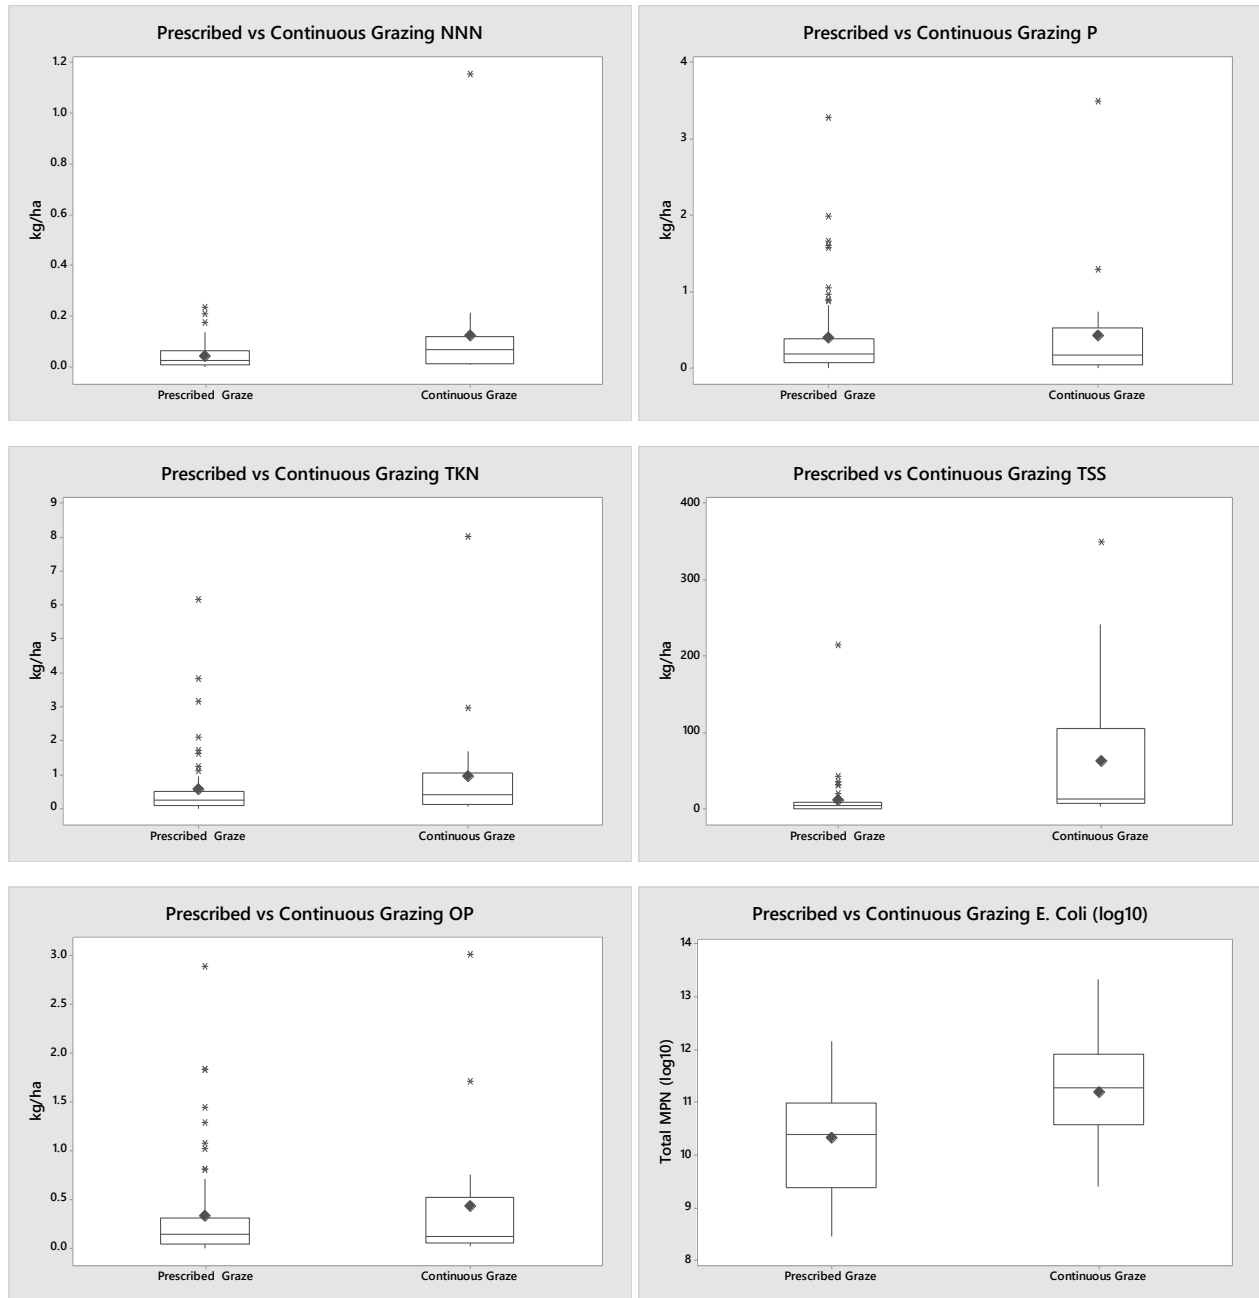 Prescribed vs Continuous Grazing NNN
1.2
1.0
0.8
0.6
0.4
0.2
0.0
kg/ha
Prescribed Graze
Continuous Graze
Prescribed vs Continuous Grazing P
4
3
2
1
0
kg/ha
Prescribed Graze
Continuous Graze
Prescribed vs Continuous Grazing TKN
9
8
7
6
5
4
3
2
1
0
kg/ha
Prescribed Graze
Continuous Graze
Prescribed vs Continuous Grazing TSS
400
300
200
100
0
kg/ha
Prescribed Graze
Continuous Graze
Prescribed vs Continuous Grazing OP
3.0
2.5
2.0
1.5
1.0
0.5
0.0
kg/ha
Prescribed Graze
Continuous Graze
Prescribed vs Continuous Grazing E. Coli (log10)
14
13
12
11
10
9
8
Total MPN (log10)
Prescribed Graze
Continuous Graze